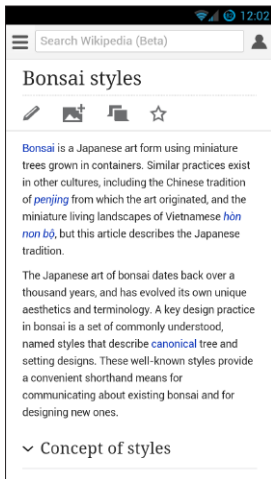 12:02
Search Wikipedia (Beta)
Bonsai styles
Bonsai is a Japanese art form using miniature
trees grown in containers. Similar practices exist
in other cultures, including the Chinese tradition
of penjing from which the art originated, and the
miniature living landscapes of Vietnamese hòn
non bộ, but this article describes the Japanese
tradition.
The Japanese art of bonsai dates back over a
thousand years, and has evolved its own unique
aesthetics and terminology. A key design practice
in bonsai is a set of commonly understood,
named styles that describe canonical tree and
setting designs. These well-known styles provide
a convenient shorthand means for
communicating about existing bonsai and for
designing new ones.
Concept of styles